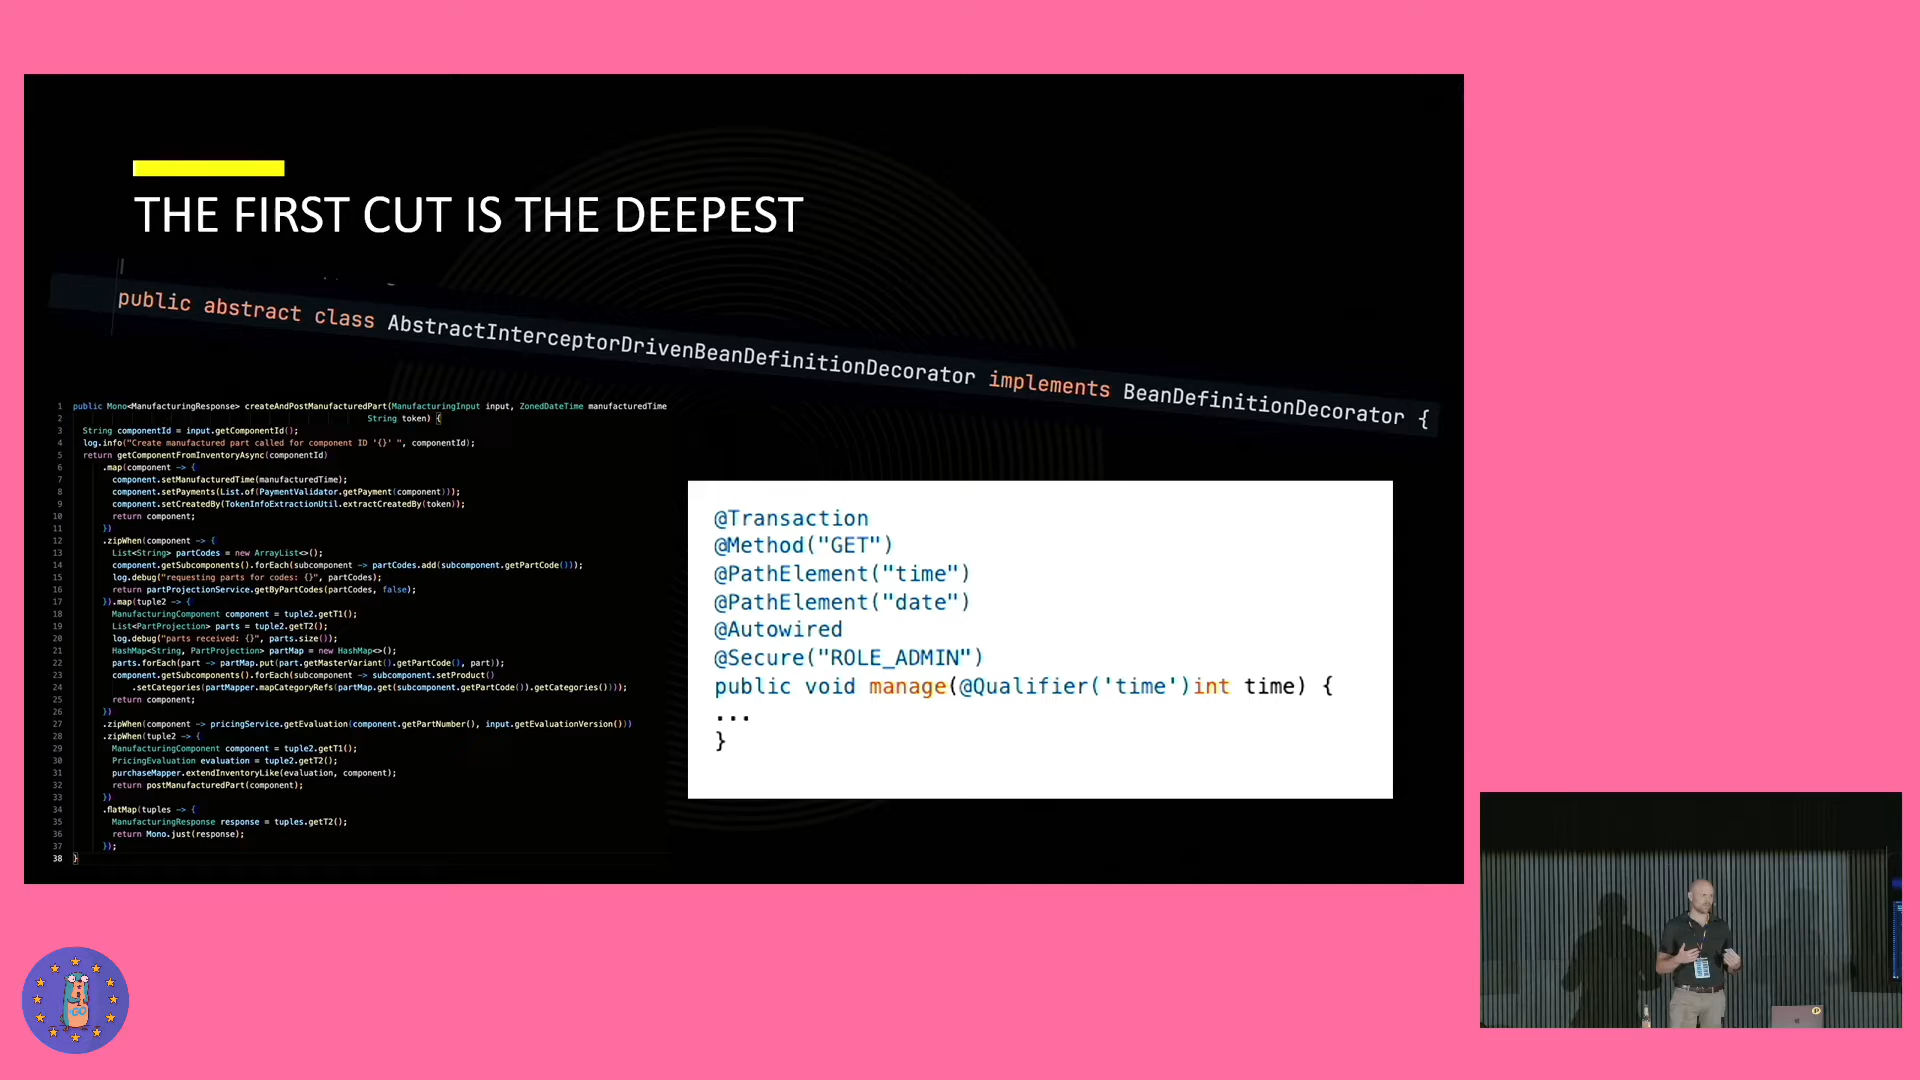 THE FIRST CUT IS THE DEEPEST
public abstract class AbstractInterceptorDrivenBeanDefinitionDecorator implements BeanDefinitionDecorator {
1 public Mono<ManufacturingResponse> createAndPostManufacturedPart(ManufacturingInput input, ZonedDateTime manufacturedTime
2 String token) {
3 String componentId = input.getComponentId();
4 log.info("Create manufactured part called for component ID '{}' ", componentId);
5 return getComponentFromInventoryAsync(componentId)
6 .map(component -> {
7 component.setManufacturedTime(manufacturedTime);
8 component.setPayments(List.of(PaymentValidator.getPayment(component)));
9 component.setCreatedBy(TokenInfoExtractionUtil.extractCreatedBy(token));
10 return component;
11 })
12 .zipWhen(component -> {
13 List<String> partCodes = new ArrayList<>();
14 component.getSubcomponents().forEach(subcomponent -> partCodes.add(subcomponent.getPartCode()));
15 log.debug("requesting parts for codes: {}", partCodes);
16 return partProjectionService.getByPartCodes(partCodes, false);
17 }).map(tuple2 -> {
18 ManufacturingComponent component = tuple2.getT1();
19 List<PartProjection> parts = tuple2.getT2();
20 log.debug("parts received: {}", parts.size());
21 HashMap<String, PartProjection> partMap = new HashMap<>();
22 parts.forEach(part -> partMap.put(part.getMasterVariant().getPartCode(), part));
23 component.getSubcomponents().forEach(subcomponent -> subcomponent.setProduct()
24 .setCategories(partMapper.mapCategoryRefs(partMap.get(subcomponent.getPartCode()).getCategories())));
25 return component;
26 })
27 .zipWhen(component -> pricingService.getEvaluation(component.getPartNumber(), input.getEvaluationVersion()))
28 .zipWhen(tuple2 -> {
29 ManufacturingComponent component = tuple2.getT1();
30 PricingEvaluation evaluation = tuple2.getT2();
31 purchaseMapper.extendInventoryLike(evaluation, component);
32 return postManufacturedPart(component);
33 })
34 .flatMap(tuples -> {
35 ManufacturingResponse response = tuples.getT2();
36 return Mono.just(response);
37 });
38 }
@Transaction
@Method("GET")
@PathElement("time")
@PathElement("date")
@Autowired
@Secure("ROLE_ADMIN")
public void manage(@Qualifier('time')int time) {
...
}
GO